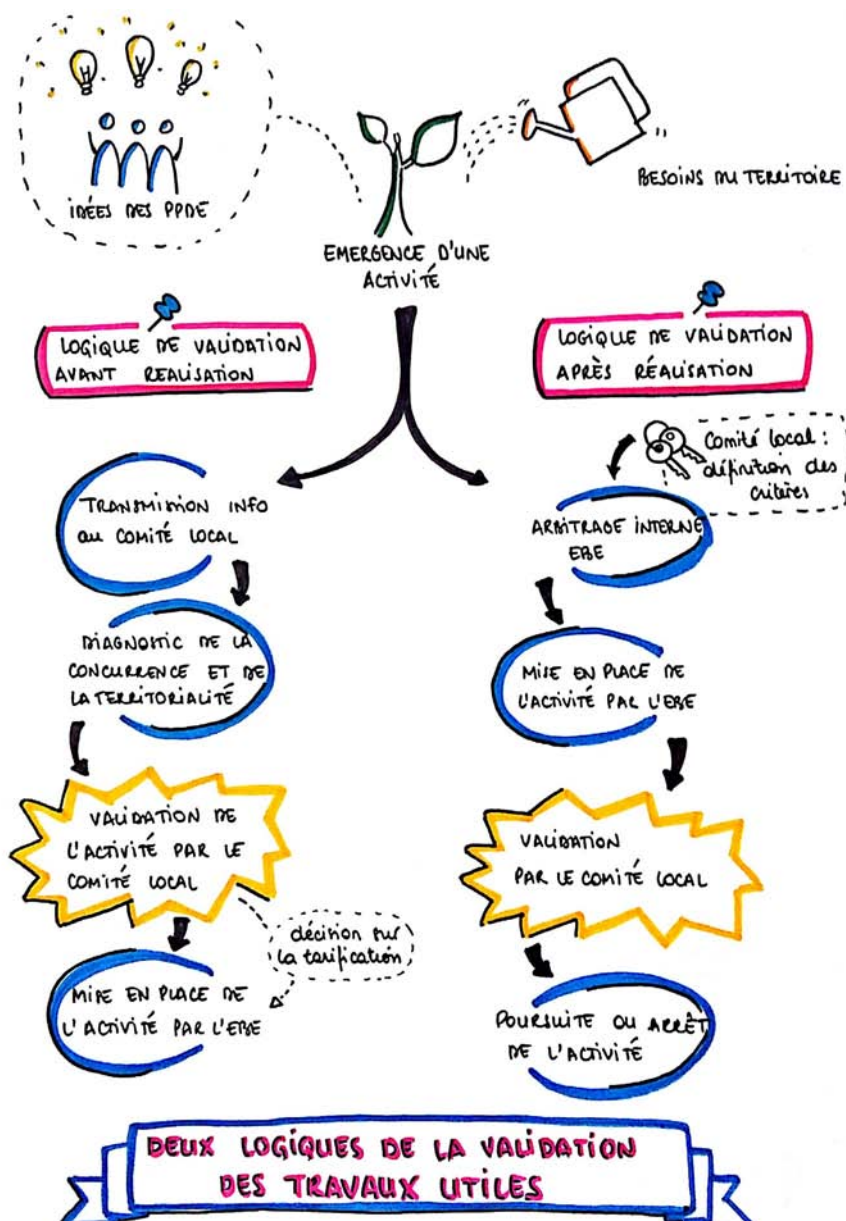 IDÉES DES PPDE
BESOINS DU TERRITOIRE
EMERGENCE D'UNE
ACTIVITÉ
LOGIQUE DE VALIDATION
AVANT REALISATION
LOGIQUE DE VALIDATION
APRÈS RÉALISATION
TRANSMISSION INFO
au COMITÉ LOCAL
DIAGNOSTIC DE LA
CONCURRENCE ET DE
LA TERRITORIALITÉ
VALIDATION DE
L'ACTIVITÉ PAR LE
COMITÉ LOCAL
décision sur
la tarification
MISE EN PLACE DE
L'ACTIVITÉ PAR L'EBE
Comité local :
définition des
critères
ARBITRAGE INTERNE
EBE
MISE EN PLACE DE
L'ACTIVITÉ PAR L'EBE
VALIDATION
PAR LE COMITÉ LOCAL
POURSUITE OU ARRÊT
DE L'ACTIVITÉ
DEUX LOGIQUES DE LA VALIDATION
DES TRAVAUX UTILES